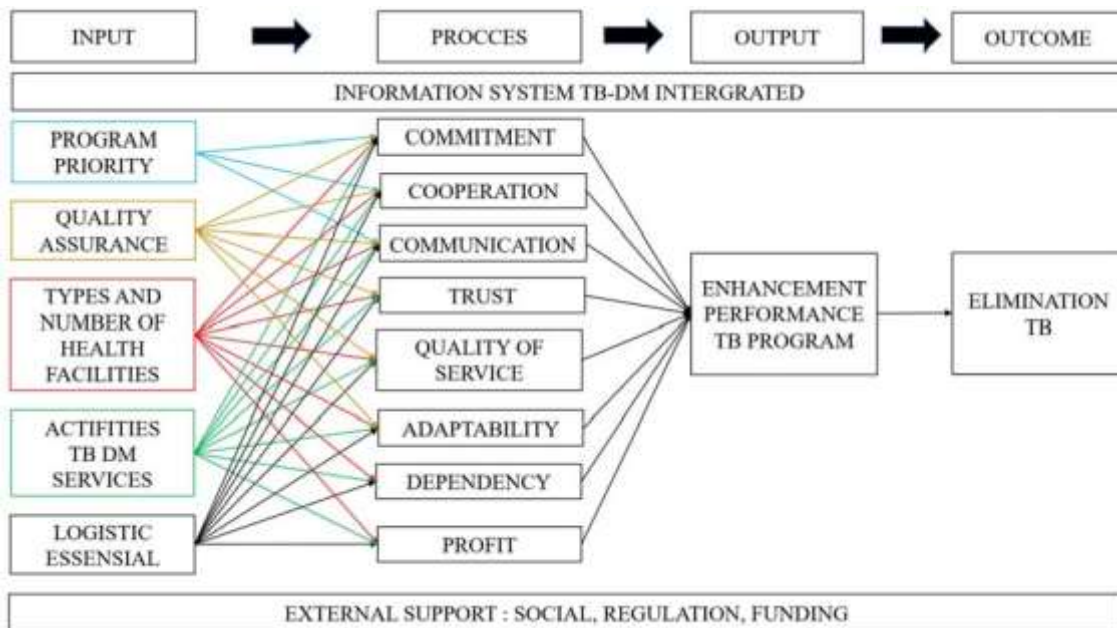 INPUT
PROCCES
OUTPUT
OUTCOME
INFORMATION SYSTEM TB-DM INTERGRATED
PROGRAM
PRIORITY
QUALITY
ASSURANCE
TYPES AND
NUMBER OF
HEALTH
FACILITIES
ACTIFITIES
TB DM
SERVICES
LOGISTIC
ESSENSIAL
COMMITMENT
COOPERATION
COMMUNICATION
TRUST
QUALITY OF
SERVICE
ADAPTABILITY
DEPENDENCY
PROFIT
ENHANCEMENT
PERFORMANCE
TB PROGRAM
ELIMINATION
TB
EXTERNAL SUPPORT : SOCIAL, REGULATION, FUNDING